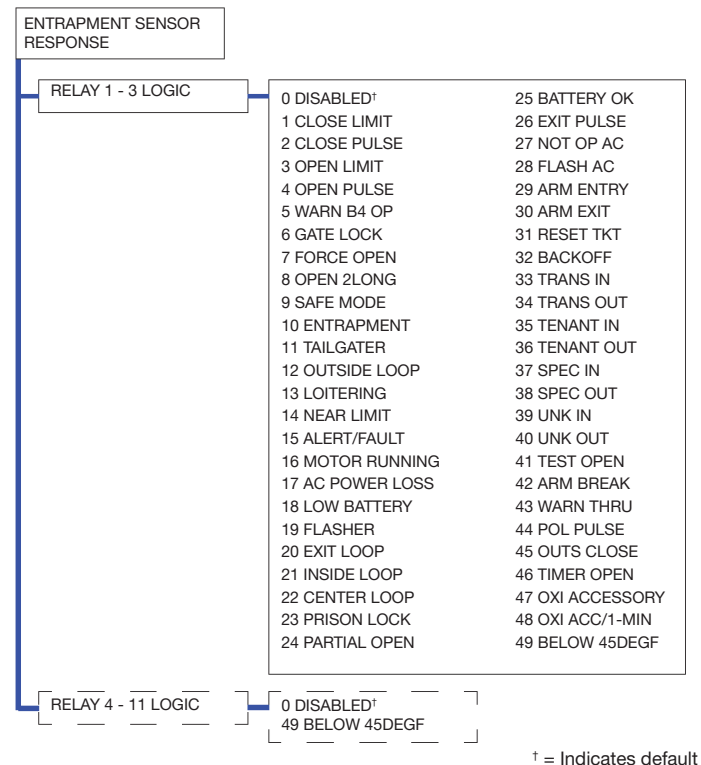 ENTRAPMENT SENSOR
RESPONSE
RELAY 1 - 3 LOGIC
0 DISABLED†
1 CLOSE LIMIT
2 CLOSE PULSE
3 OPEN LIMIT
4 OPEN PULSE
5 WARN B4 OP
6 GATE LOCK
7 FORCE OPEN
8 OPEN 2LONG
9 SAFE MODE
10 ENTRAPMENT
11 TAILGATER
12 OUTSIDE LOOP
13 LOITERING
14 NEAR LIMIT
15 ALERT/FAULT
16 MOTOR RUNNING
17 AC POWER LOSS
18 LOW BATTERY
19 FLASHER
20 EXIT LOOP
21 INSIDE LOOP
22 CENTER LOOP
23 PRISON LOCK
24 PARTIAL OPEN
25 BATTERY OK
26 EXIT PULSE
27 NOT OP AC
28 FLASH AC
29 ARM ENTRY
30 ARM EXIT
31 RESET TKT
32 BACKOFF
33 TRANS IN
34 TRANS OUT
35 TENANT IN
36 TENANT OUT
37 SPEC IN
38 SPEC OUT
39 UNK IN
40 UNK OUT
41 TEST OPEN
42 ARM BREAK
43 WARN THRU
44 POL PULSE
45 OUTS CLOSE
46 TIMER OPEN
47 OXI ACCESSORY
48 OXI ACC/1-MIN
49 BELOW 45DEGF
RELAY 4 - 11 LOGIC
0 DISABLED†
49 BELOW 45DEGF
† = Indicates default